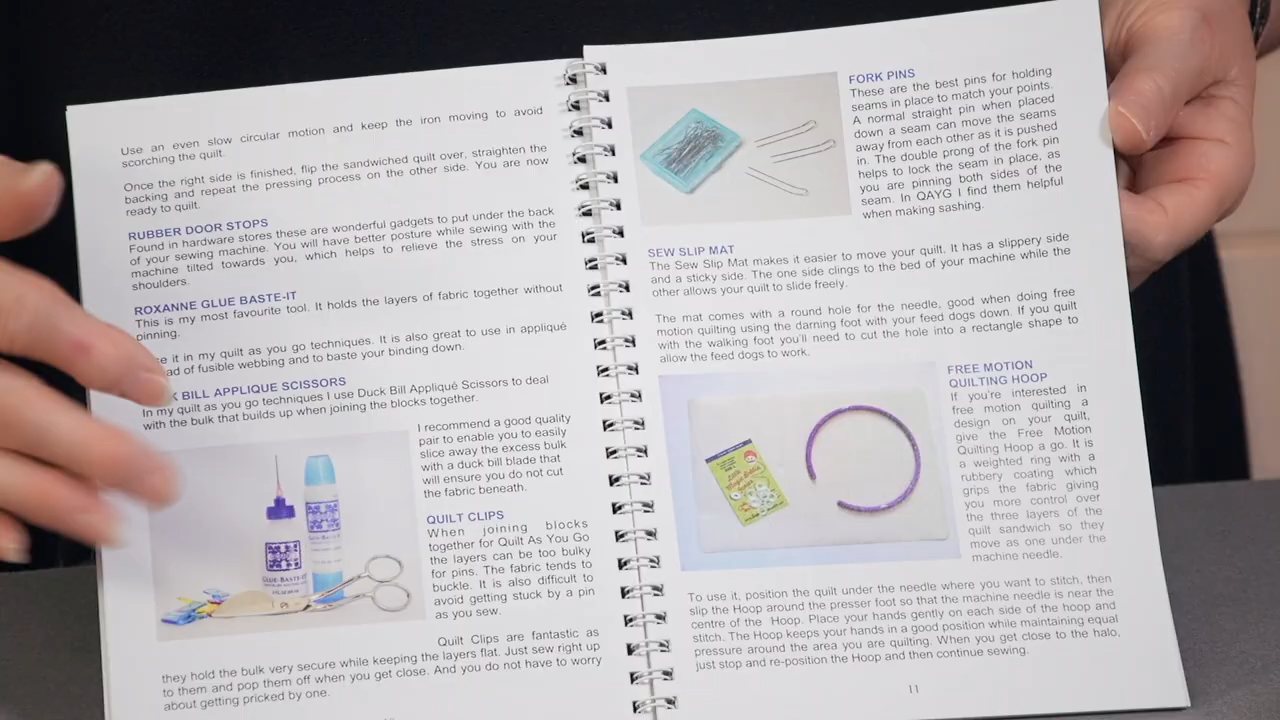 Use an even slow circular motion and keep the iron moving to avoid
scorching the quilt.
Once the right side is finished, flip the sandwiched quilt over, straighten the
backing and repeat the pressing process on the other side. You are now
ready to quilt.
RUBBER DOOR STOPS
Found in hardware stores these are wonderful gadgets to put under the back
of your sewing machine. You will have better posture while sewing with the
machine tilted towards you, which helps to relieve the stress on your
shoulders.
ROXANNE GLUE BASTE-IT
This is my most favourite tool. It holds the layers of fabric together without
pinning.
it in my quilt as you go techniques. It is also great to use in appliqué
of fusible webbing and to baste your binding down.
BILL APPLIQUE SCISSORS
In my quilt as you go techniques I use Duck Bill Appliqué Scissors to deal
with the bulk that builds up when joining the blocks together.
I recommend a good quality
pair to enable you to easily
slice away the excess bulk
with a duck bill blade that
will ensure you do not cut
the fabric beneath.
QUILT CLIPS
When joining blocks
together for Quilt As You Go
the layers can be too bulky
for pins. The fabric tends to
buckle. It is also difficult to
avoid getting stuck by a pin
as you sew.
Quilt Clips are fantastic as
they hold the bulk very secure while keeping the layers flat. Just sew right up
to them and pop them off when you get close. And you do not have to worry
about getting pricked by one.
GLUE-BASTE-IT
GLUE-BASTE-IT
FORK PINS
These are the best pins for holding
seams in place to match your points.
A normal straight pin when placed
down a seam can move the seams
away from each other as it is pushed
in. The double prong of the fork pin
helps to lock the seam in place, as
you are pinning both sides of the
seam. In QAYG I find them helpful
when making sashing.
SEW SLIP MAT
The Sew Slip Mat makes it easier to move your quilt. It has a slippery side
and a sticky side. The one side clings to the bed of your machine while the
other allows your quilt to slide freely.
The mat comes with a round hole for the needle, good when doing free
motion quilting using the darning foot with your feed dogs down. If you quilt
with the walking foot you'll need to cut the hole into a rectangle shape to
allow the feed dogs to work.
FREE MOTION
QUILTING HOOP
If you're interested in
free motion quilting a
design on your quilt,
give the Free Motion
Quilting Hoop a go. It is
a weighted ring with a
rubbery coating which
grips the fabric giving
you more control over
the three layers of the
quilt sandwich so they
move as one under the
machine needle.
To use it, position the quilt under the needle where you want to stitch, then
slip the Hoop around the presser foot so that the machine needle is near the
centre of the Hoop. Place your hands gently on each side of the hoop and
stitch. The Hoop keeps your hands in a good position while maintaining equal
pressure around the area you are quilting. When you get close to the halo,
just stop and re-position the Hoop and then continue sewing.
11